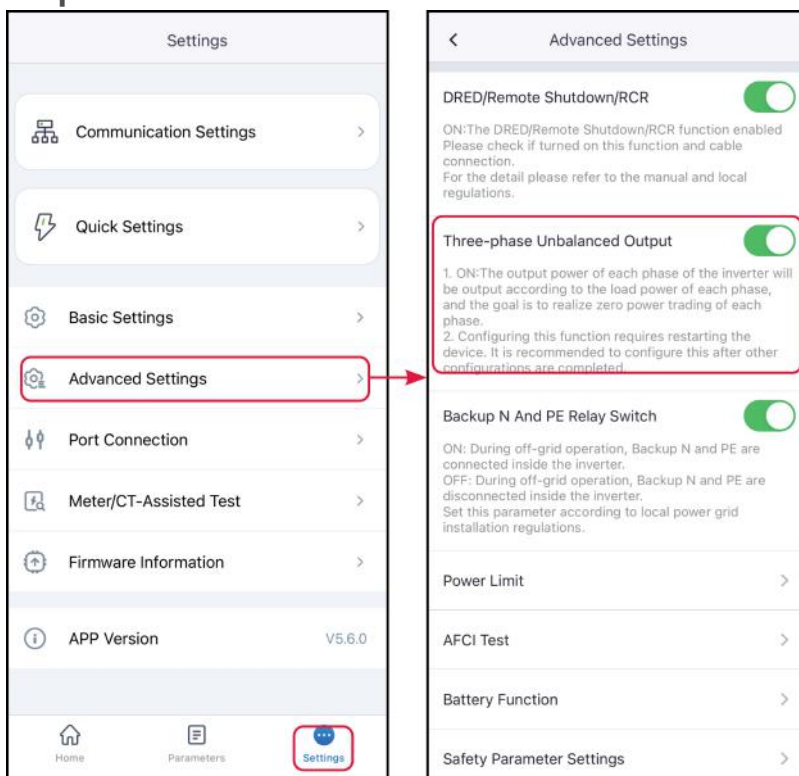 Settings
Communication Settings
Quick Settings
Basic Settings
Advanced Settings
Port Connection
Meter/CT-Assisted Test
Firmware Information
APP Version V5.6.0
Home Parameters Settings
Advanced Settings
DRED/Remote Shutdown/RCR
ON:The DRED/Remote Shutdown/RCR function enabled
Please check if turned on this function and cable
connection.
For the detail please refer to the manual and local
regulations.
Three-phase Unbalanced Output
1. ON:The output power of each phase of the inverter will
be output according to the load power of each phase,
and the goal is to realize zero power trading of each
phase.
2. Configuring this function requires restarting the
device. It is recommended to configure this after other
configurations are completed.
Backup N And PE Relay Switch
ON: During off-grid operation, Backup N and PE are
connected inside the inverter.
OFF: During off-grid operation, Backup N and PE are
disconnected inside the inverter.
Set this parameter according to local power grid
installation regulations.
Power Limit
AFCI Test
Battery Function
Safety Parameter Settings